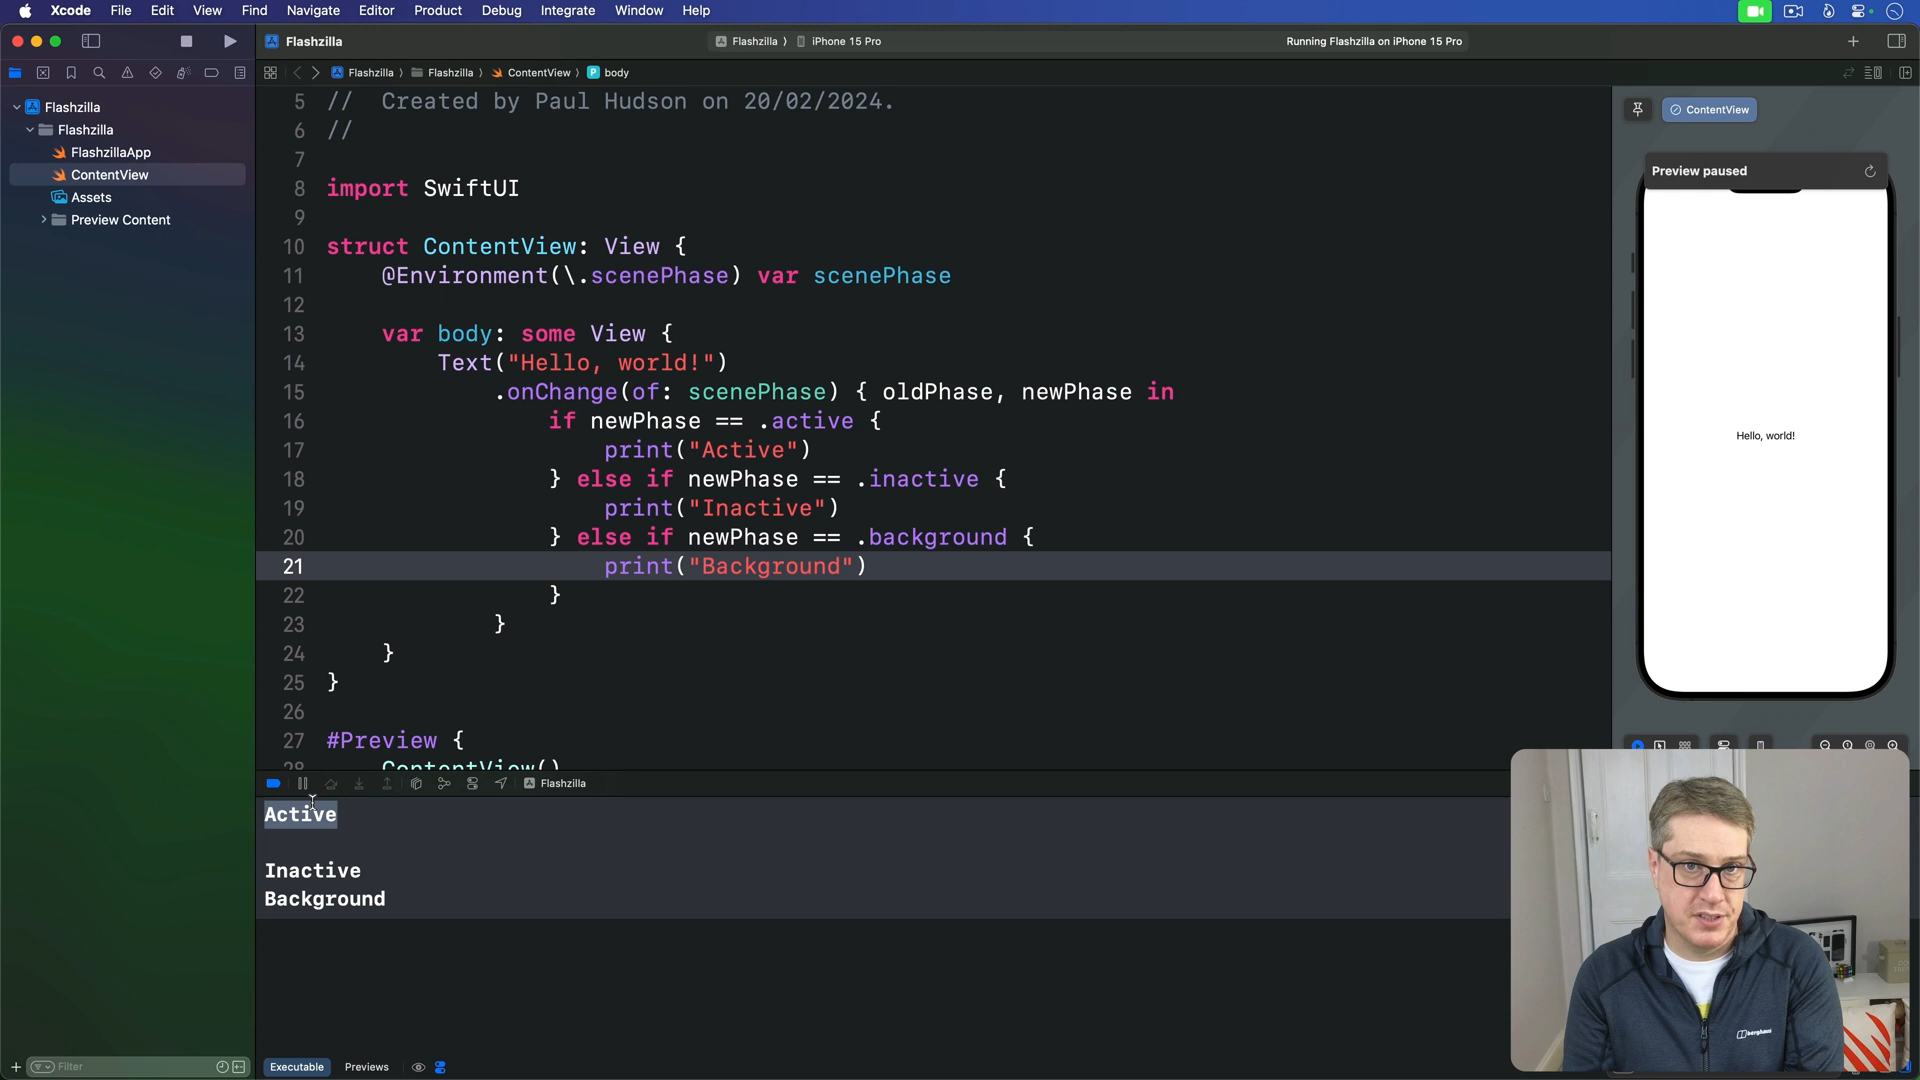 Xcode File Edit View Find Navigate Editor Product Debug Integrate Window Help
Flashzilla
Flashzilla 〉 iPhone 15 Pro
Running Flashzilla on iPhone 15 Pro
Flashzilla 〉 Flashzilla 〉 ContentView 〉 P body
Flashzilla
Flashzilla
FlashzillaApp
ContentView
Assets
Preview Content
5 //  Created by Paul Hudson on 20/02/2024.
6 //
7
8 import SwiftUI
9
10 struct ContentView: View {
11 @Environment(\.scenePhase) var scenePhase
12
13 var body: some View {
14 Text("Hello, world!")
15 .onChange(of: scenePhase) { oldPhase, newPhase in
16 if newPhase == .active {
17 print("Active")
18 } else if newPhase == .inactive {
19 print("Inactive")
20 } else if newPhase == .background {
21 print("Background")
22 }
23 }
24 }
25 }
26
27 #Preview {
28 ContentView()
ContentView
Preview paused
Hello, world!
Flashzilla
Active
Inactive
Background
berghaus
Filter
Executable Previews